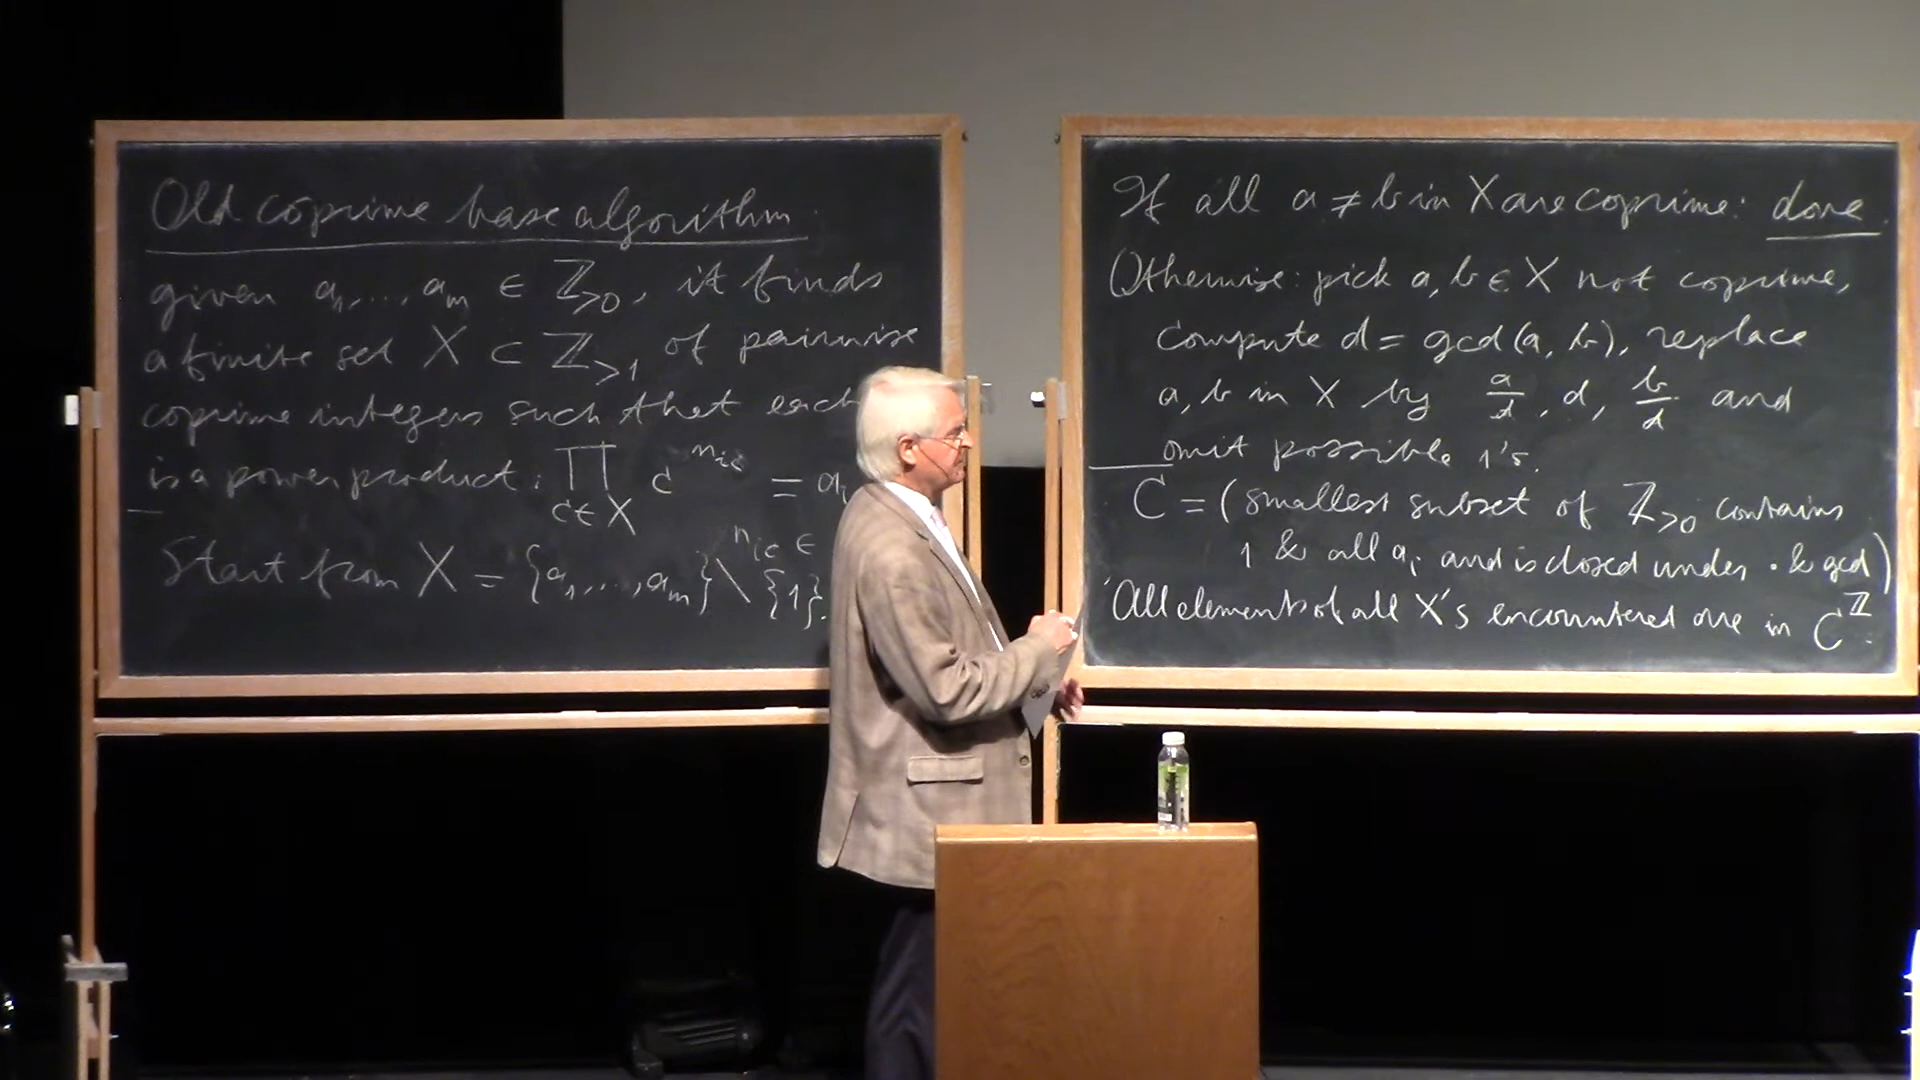 Old coprime base algorithm.
given a₁,...,aₘ ∈ ℤ>0, it finds
a finite set X ⊂ ℤ>1 of pairwise
coprime integers such that each
is a power product: ∏ c∈X c^n_ic = aᵢ
n_ic ∈
Start from X = {a₁,...,aₘ} \ {1}.
If all a ≠ b in X are coprime: done.
Otherwise: pick a, b ∈ X not coprime,
compute d = gcd(a, b), replace
a, b in X by a/d, d, b/d and
omit possible 1's.
C = (smallest subset of ℤ>0 contains
1 & all aᵢ and is closed under · & gcd)
All elements of all X's encountered are in C^ℤ.